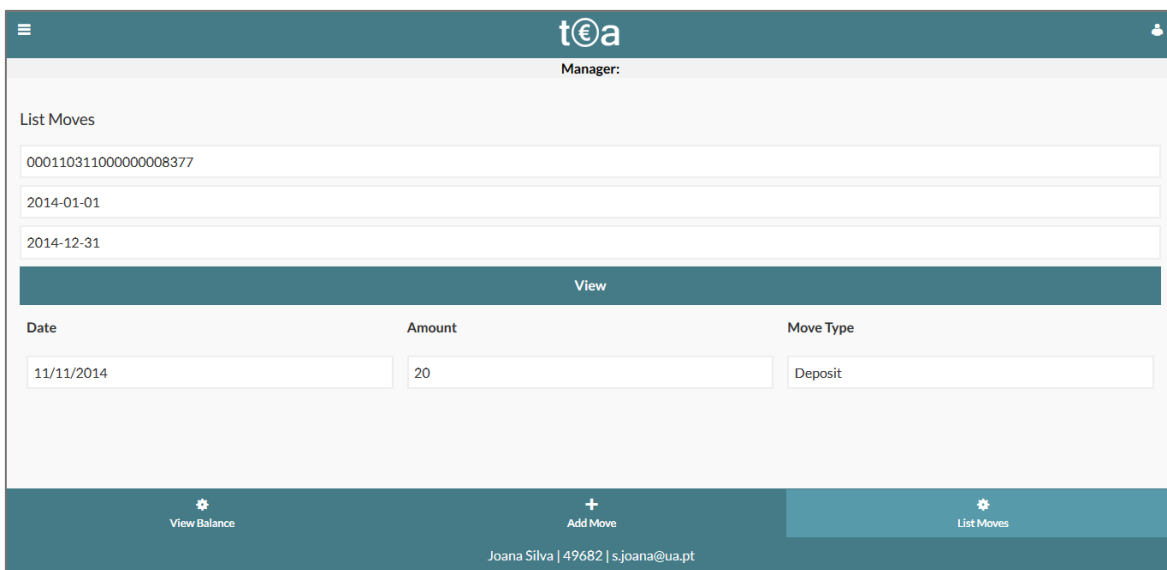 t€a
Manager:
List Moves
000110311000000008377
2014-01-01
2014-12-31
View
Date Amount Move Type
11/11/2014 20 Deposit
View Balance Add Move List Moves
Joana Silva | 49682 | s.joana@ua.pt